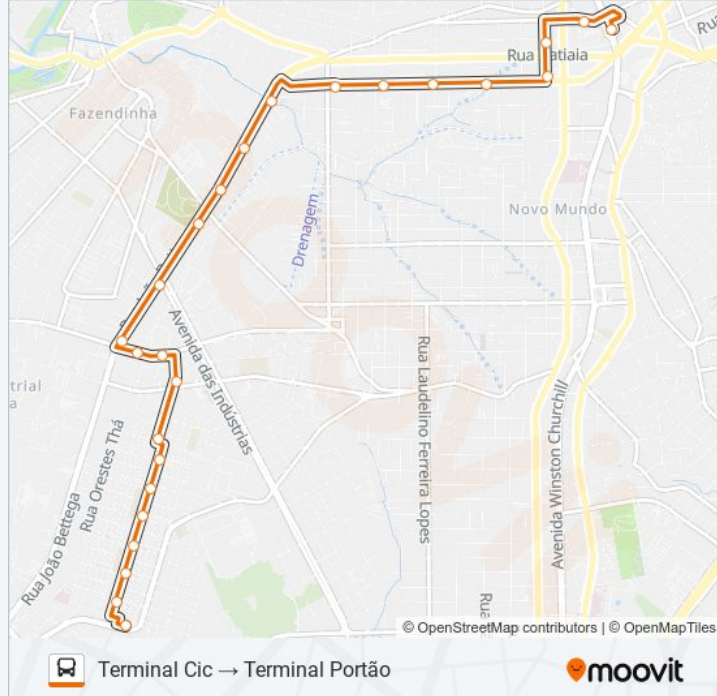 Rua
Fazendinha
Drenagem
Novo Mundo
Avenida das Indústrias
Rua Laudelino Ferreira Lopes
Avenida Winston Churchill
Rua Orestes Thá
Rua João Bettega
Rua
© OpenStreetMap contributors | © OpenMapTiles
Terminal Cic → Terminal Portão
moovit